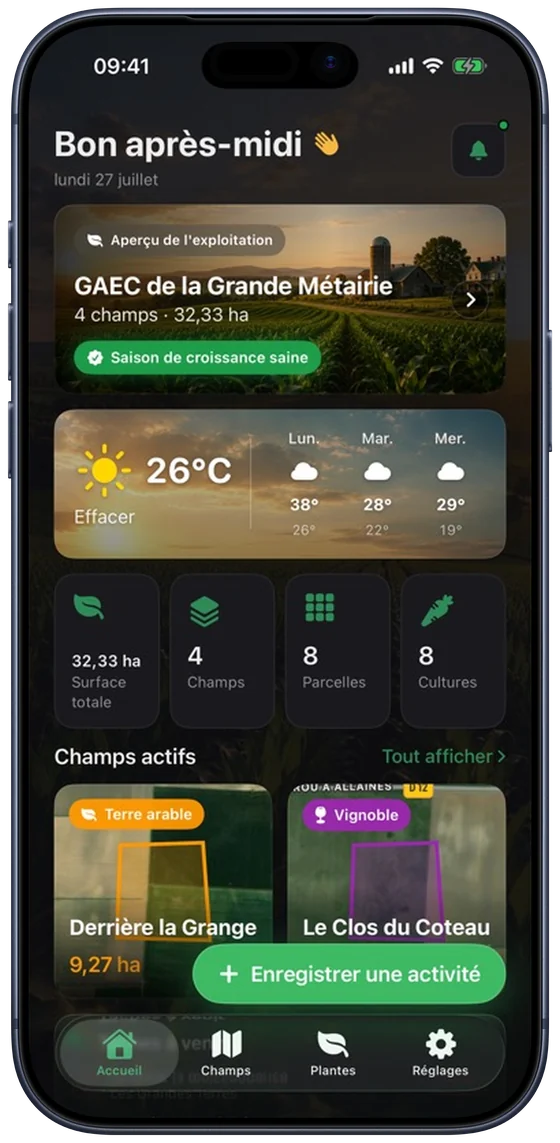 09:41
Bon après-midi 👋
lundi 27 juillet
Aperçu de l'exploitation
GAEC de la Grande Métairie
4 champs · 32,33 ha
Saison de croissance saine
26°C
Effacer
Lun. Mar. Mer.
38° 28° 29°
26° 22° 19°
32,33 ha
Surface
totale
4
Champs
8
Parcelles
8
Cultures
Champs actifs
Tout afficher
D12
Terre arable
Vignoble
Derrière la Grange
Le Clos du Coteau
9,27 ha
+ Enregistrer une activité
Accueil
Champs
Plantes
Réglages